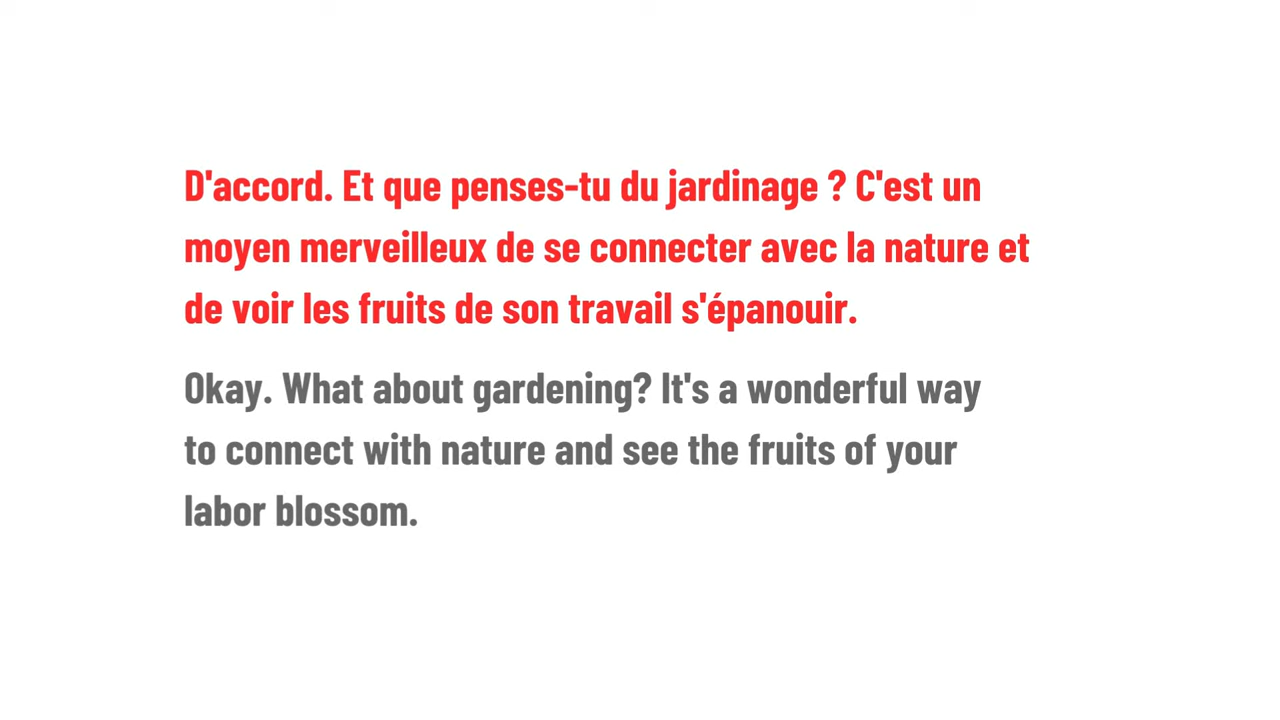 D'accord. Et que penses-tu du jardinage ? C'est un
moyen merveilleux de se connecter avec la nature et
de voir les fruits de son travail s'épanouir.
Okay. What about gardening? It's a wonderful way
to connect with nature and see the fruits of your
labor blossom.